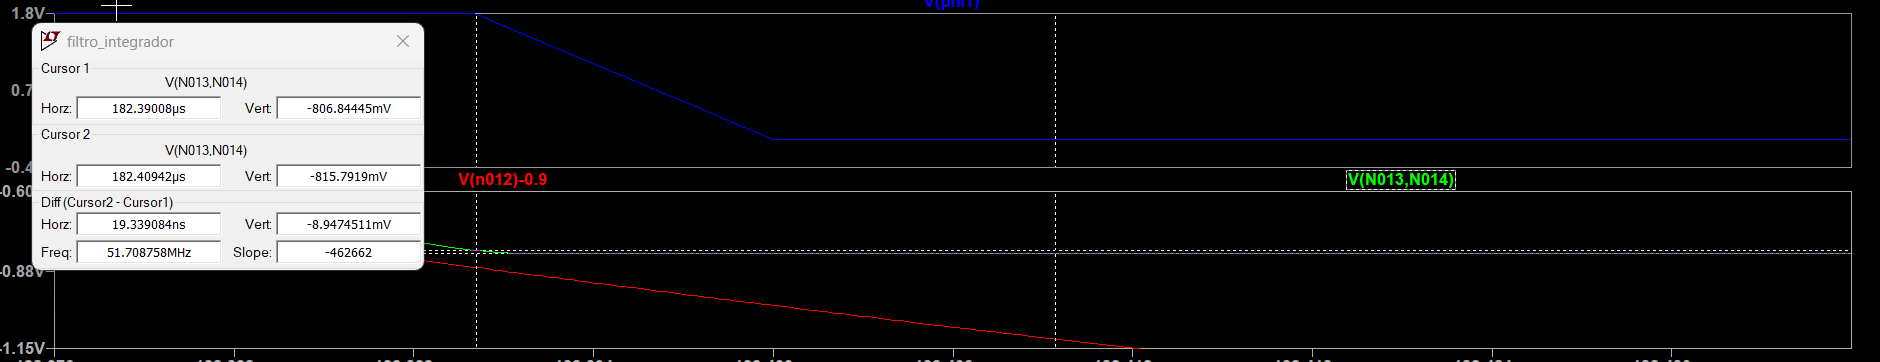 1.8V
V(phi1)
filtro_integrador
Cursor 1
V(N013,N014)
Horz: 182.39008µs Vert: -806.84445mV
Cursor 2
V(N013,N014)
Horz: 182.40942µs Vert: -815.7919mV
Diff (Cursor2 - Cursor1)
Horz: 19.339084ns Vert: -8.9474511mV
Freq: 51.708758MHz Slope: -462662
0.7
-0.4
-0.60
V(n012)-0.9
V(N013,N014)
-0.88V
-1.15V